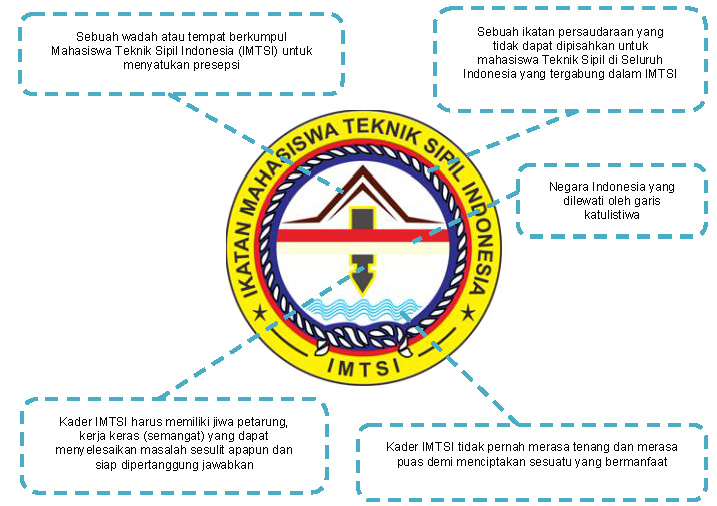 Sebuah wadah atau tempat berkumpul
Mahasiswa Teknik Sipil Indonesia (IMTSI) untuk
menyatukan presepsi
Sebuah ikatan persaudaraan yang
tidak dapat dipisahkan untuk
mahasiswa Teknik Sipil di Seluruh
Indonesia yang tergabung dalam IMTSI
IKATAN MAHASISWA TEKNIK SIPIL INDONESIA
IMTSI
Negara Indonesia yang
dilewati oleh garis
katulistiwa
Kader IMTSI harus memiliki jiwa petarung,
kerja keras (semangat) yang dapat
menyelesaikan masalah sesulit apapun dan
siap dipertanggung jawabkan
Kader IMTSI tidak pernah merasa tenang dan merasa
puas demi menciptakan sesuatu yang bermanfaat